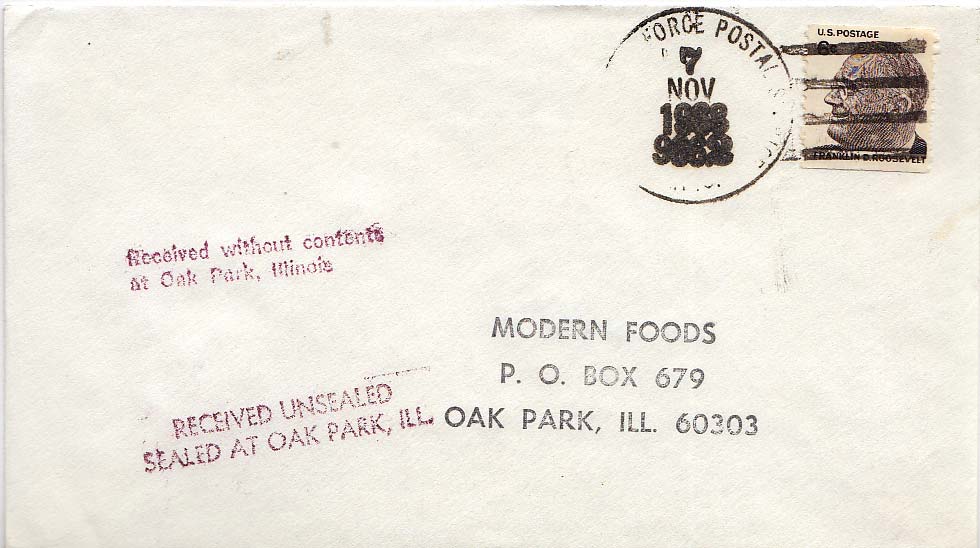 FORCE POSTAL
7
NOV
U.S. POSTAGE
6c
FRANKLIN D. ROOSEVELT
Received without contents
at Oak Park, Illinois
MODERN FOODS
P. O. BOX 679
OAK PARK, ILL. 60303
RECEIVED UNSEALED
SEALED AT OAK PARK, ILL.